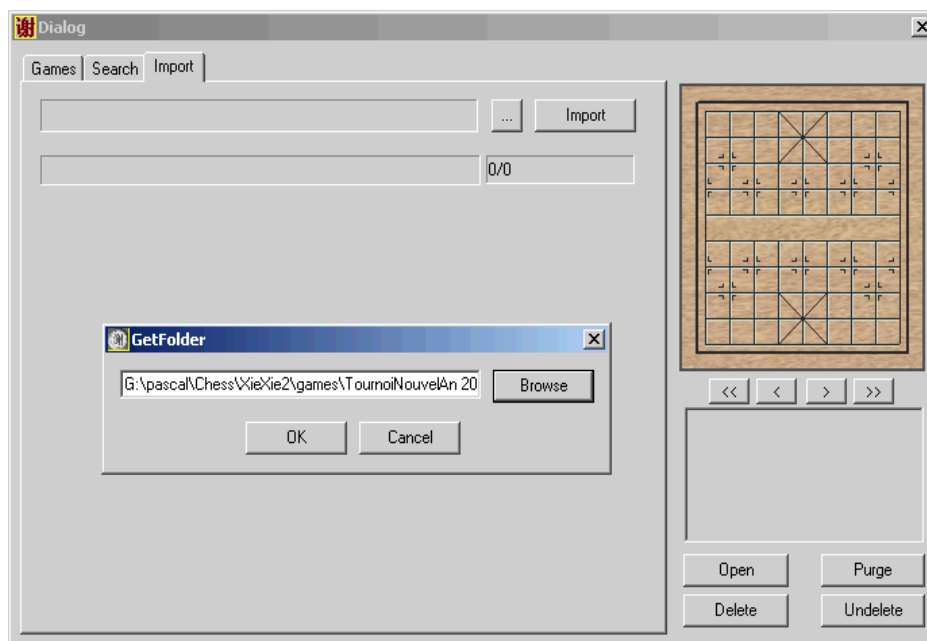 谢 Dialog
Games Search Import
... Import
0/0
谢 GetFolder
G:\pascal\Chess\XieXie2\games\TournoiNouvelAn 20
Browse
OK Cancel
<< < > >>
Open Purge
Delete Undelete